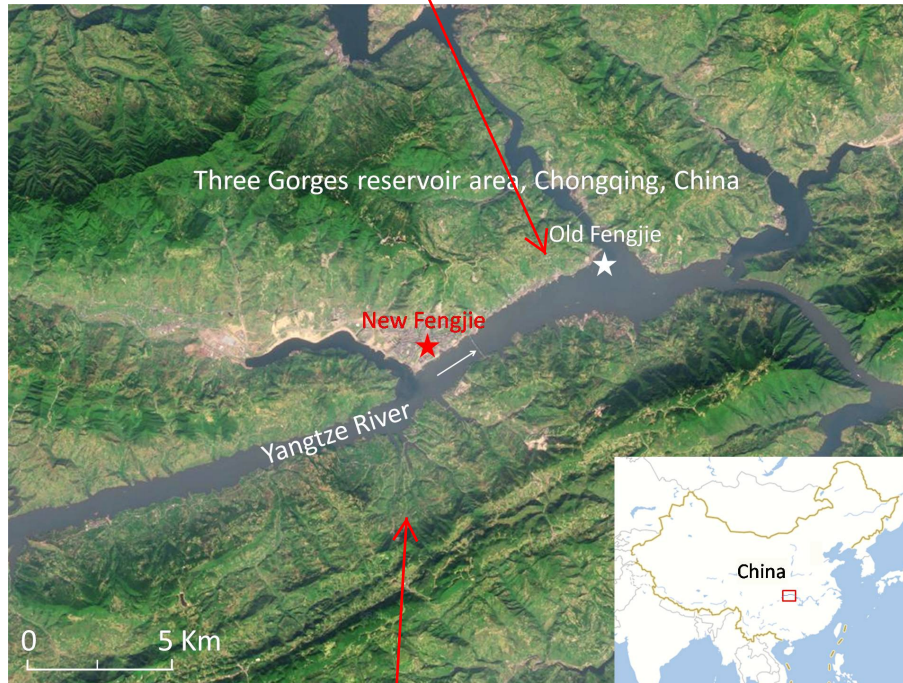 Three Gorges reservoir area, Chongqing, China
Old Fengjie
New Fengjie
Yangtze River
China
0 5 Km